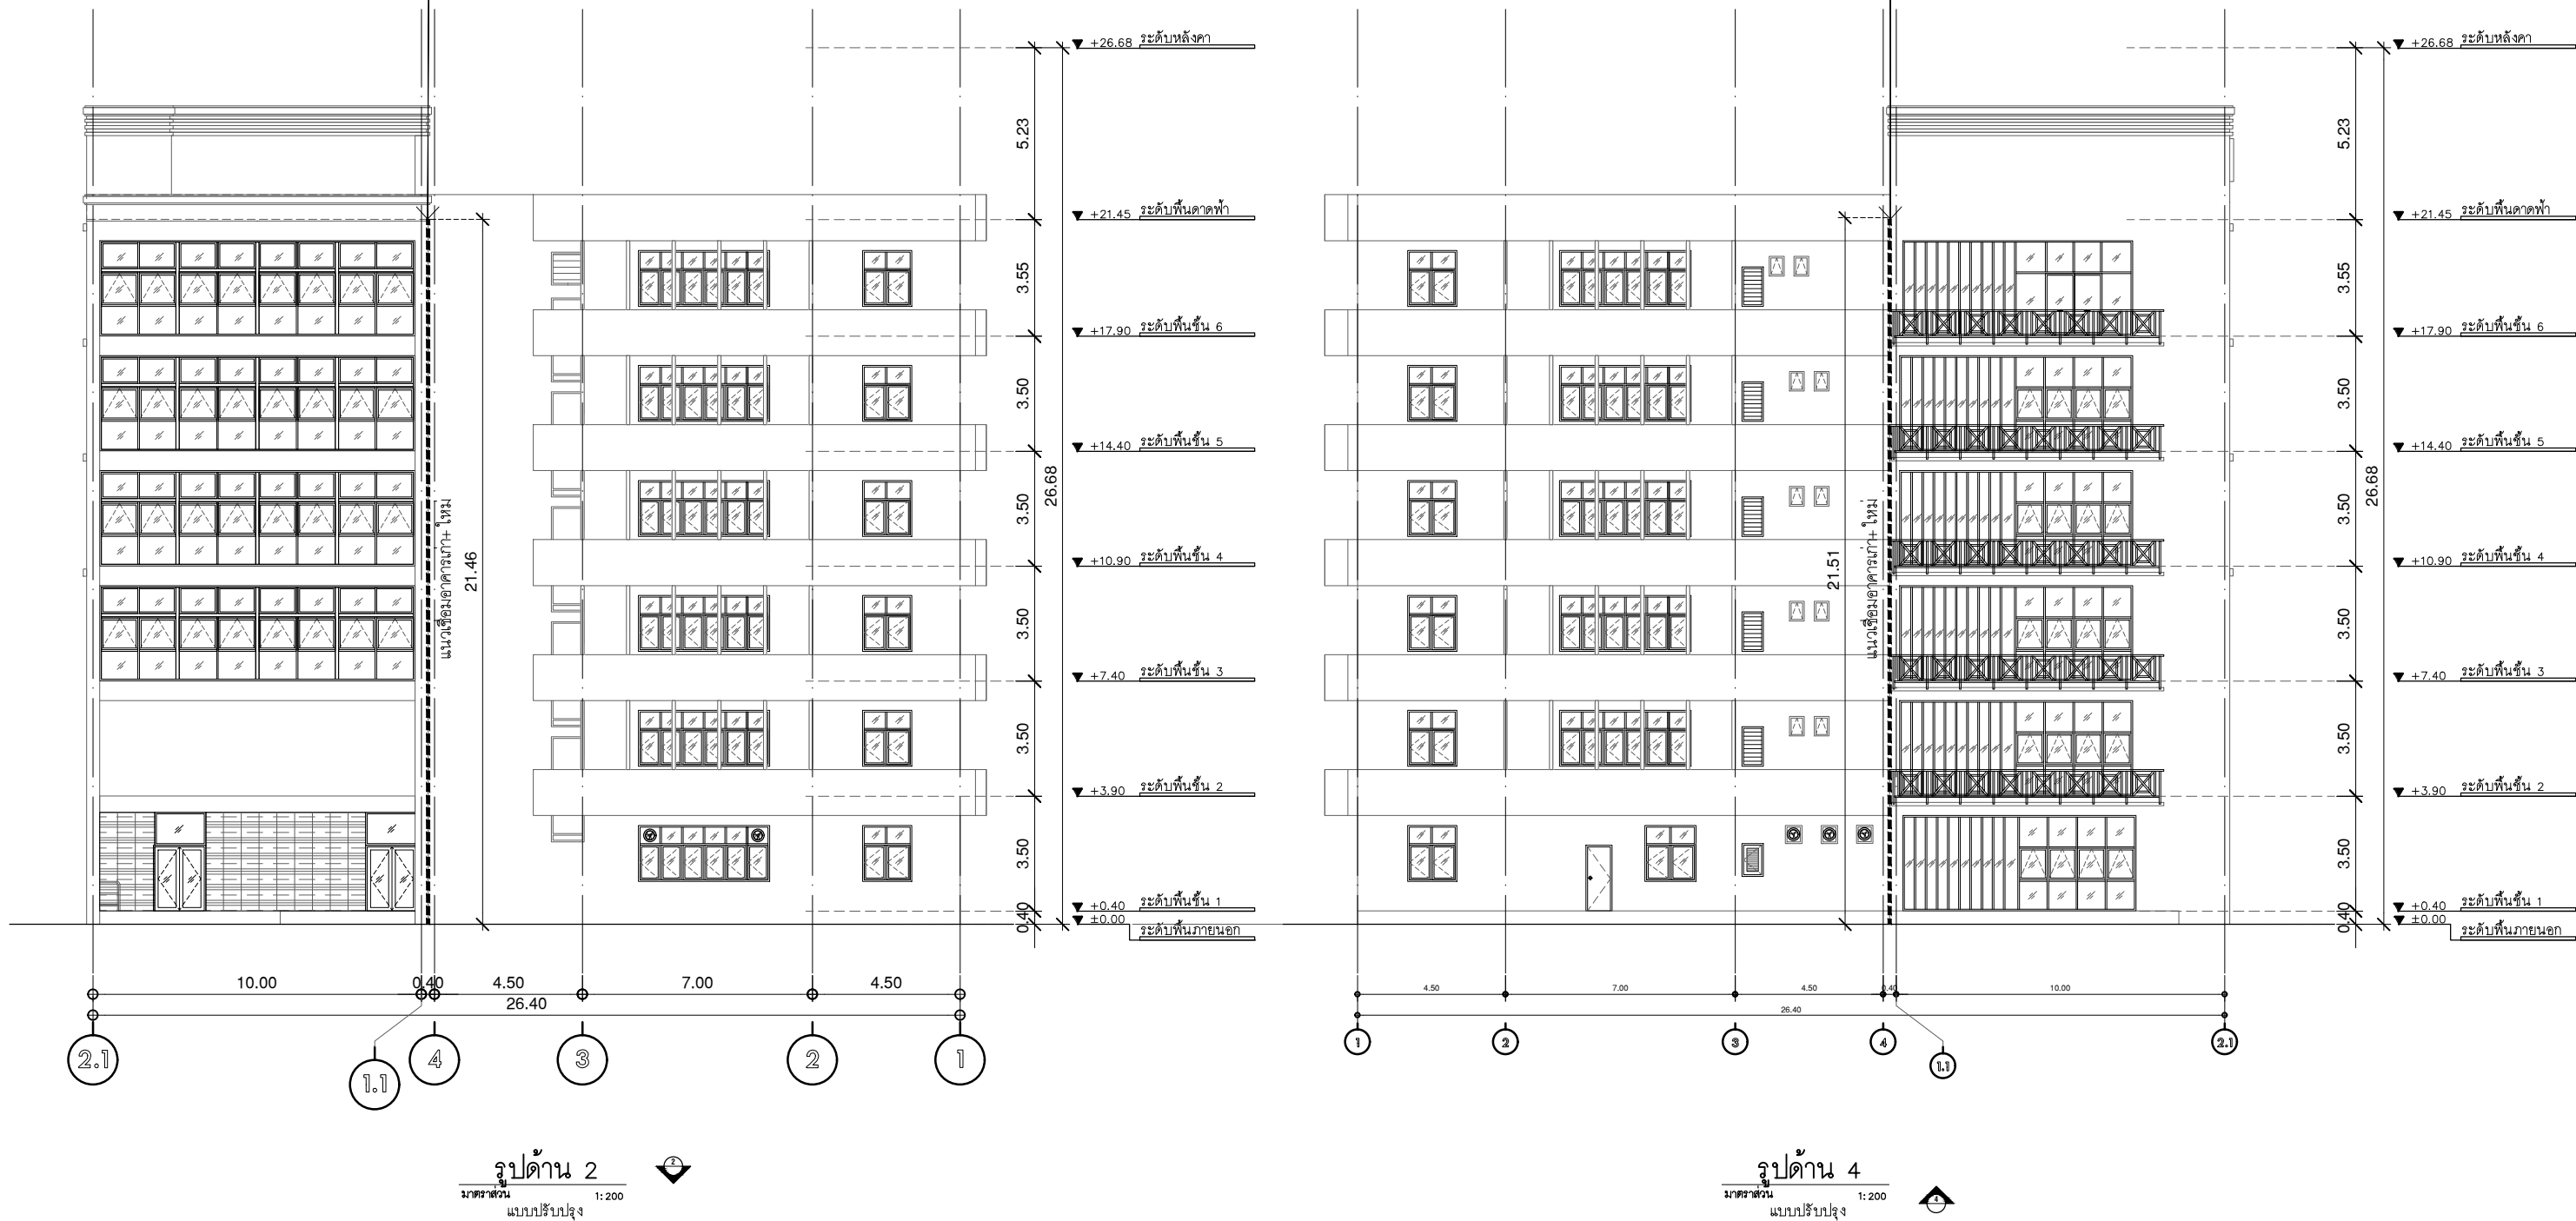 +26.68 ระดับหลังคา
5.23
+21.45 ระดับพื้นดาดฟ้า
3.55
+17.90 ระดับพื้นชั้น 6
3.50
+14.40 ระดับพื้นชั้น 5
26.68
3.50
+10.90 ระดับพื้นชั้น 4
แนวเชื่อมอาคารเก่า+ใหม่
21.46
3.50
+7.40 ระดับพื้นชั้น 3
3.50
+3.90 ระดับพื้นชั้น 2
3.50
+0.40 ระดับพื้นชั้น 1
0.40
±0.00
ระดับพื้นภายนอก
10.00 0.40 4.50 7.00 4.50
26.40
2.1 1.1 4 3 2 1
รูปด้าน 2
2
มาตราส่วน 1:200
แบบปรับปรุง
+26.68 ระดับหลังคา
5.23
+21.45 ระดับพื้นดาดฟ้า
3.55
+17.90 ระดับพื้นชั้น 6
3.50
+14.40 ระดับพื้นชั้น 5
26.68
3.50
+10.90 ระดับพื้นชั้น 4
21.51
แนวเชื่อมอาคารเก่า+ใหม่
3.50
+7.40 ระดับพื้นชั้น 3
3.50
+3.90 ระดับพื้นชั้น 2
3.50
+0.40 ระดับพื้นชั้น 1
0.40
±0.00
ระดับพื้นภายนอก
4.50 7.00 4.50 0.40 10.00
26.40
1 2 3 4 1.1 2.1
รูปด้าน 4
4
มาตราส่วน 1:200
แบบปรับปรุง